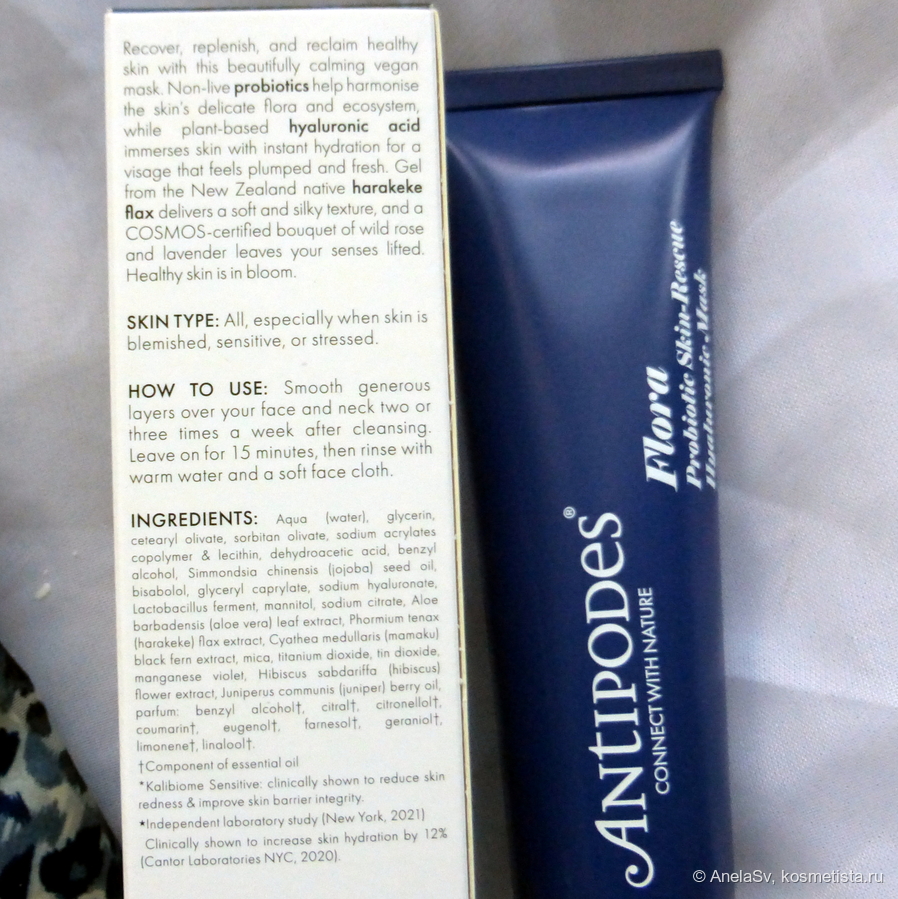 Recover, replenish, and reclaim healthy
skin with this beautifully calming vegan
mask. Non-live probiotics help harmonise
the skin's delicate flora and ecosystem,
while plant-based hyaluronic acid
immerses skin with instant hydration for a
visage that feels plumped and fresh. Gel
from the New Zealand native harakeke
flax delivers a soft and silky texture, and a
COSMOS-certified bouquet of wild rose
and lavender leaves your senses lifted.
Healthy skin is in bloom.
SKIN TYPE: All, especially when skin is
blemished, sensitive, or stressed.
HOW TO USE: Smooth generous
layers over your face and neck two or
three times a week after cleansing.
Leave on for 15 minutes, then rinse with
warm water and a soft face cloth.
INGREDIENTS: Aqua (water), glycerin,
cetearyl olivate, sorbitan olivate, sodium acrylates
copolymer & lecithin, dehydroacetic acid, benzyl
alcohol, Simmondsia chinensis (jojoba) seed oil,
bisabolol, glyceryl caprylate, sodium hyaluronate,
Lactobacillus ferment, mannitol, sodium citrate, Aloe
barbadensis (aloe vera) leaf extract, Phormium tenax
(harakeke) flax extract, Cyathea medullaris (mamaku)
black fern extract, mica, titanium dioxide, tin dioxide,
manganese violet, Hibiscus sabdariffa (hibiscus)
flower extract, Juniperus communis (juniper) berry oil,
parfum: benzyl alcohol†, citral†, citronellol†,
coumarin†, eugenol†, farnesol†, geraniol†,
limonene†, linalool†.
†Component of essential oil
*Kalibiome Sensitive: clinically shown to reduce skin
redness & improve skin barrier integrity.
★Independent laboratory study (New York, 2021)
Clinically shown to increase skin hydration by 12%
(Cantor Laboratories NYC, 2020).
ANTIPODES®
CONNECT WITH NATURE
Flora
Probiotic Skin-Rescue
Hyaluronic Mask
© AnelaSv, kosmetista.ru